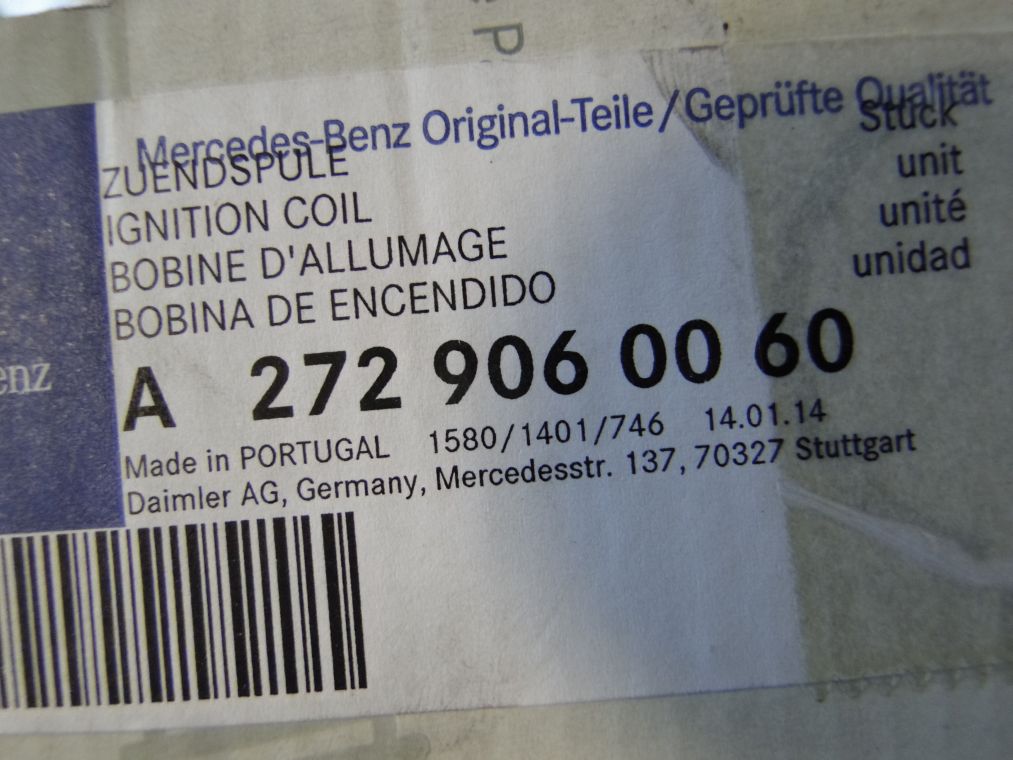 P
Mercedes-Benz Original-Teile/Geprüfte Qualität
ZUENDSPULE
Stück
IGNITION COIL
unit
BOBINE D'ALLUMAGE
unité
BOBINA DE ENCENDIDO
unidad
enz
A 272 906 00 60
Made in PORTUGAL 1580/1401/746 14.01.14
Daimler AG, Germany, Mercedesstr. 137, 70327 Stuttgart